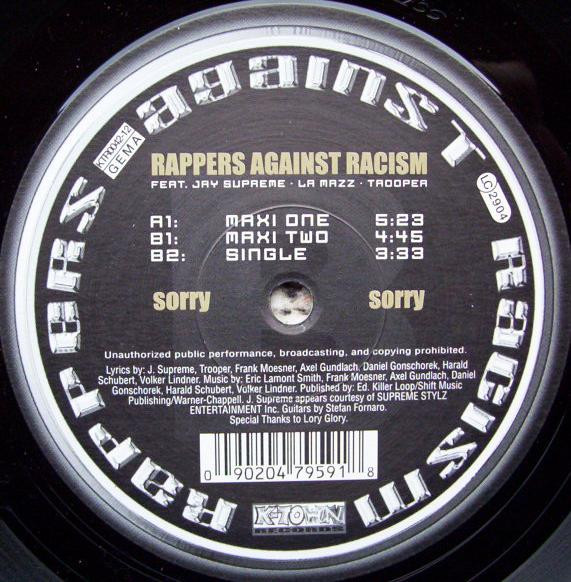 Rappers against Racism
KTR0042-12
GEMA
LC 2904
RAPPERS AGAINST RACISM
FEAT. JAY SUPREME · LA MAZZ · TROOPER
A1: MAXI ONE 5:23
B1: MAXI TWO 4:45
B2: SINGLE 3:33
sorry sorry
Unauthorized public performance, broadcasting, and copying prohibited.
Lyrics by: J. Supreme, Trooper, Frank Moesner, Axel Gundlach, Daniel Gonschorek, Harald
Schubert, Volker Lindner. Music by: Eric Lamont Smith, Frank Moesner, Axel Gundlach, Daniel
Gonschorek, Harald Schubert, Volker Lindner. Published by: Ed. Killer Loop/Shift Music
Publishing/Warner-Chappell. J. Supreme appears courtesy of SUPREME STYLZ
ENTERTAINMENT Inc. Guitars by Stefan Fornaro.
Special Thanks to Lory Glory.
0 90204 79591 8
K-TOWN
RECORDS